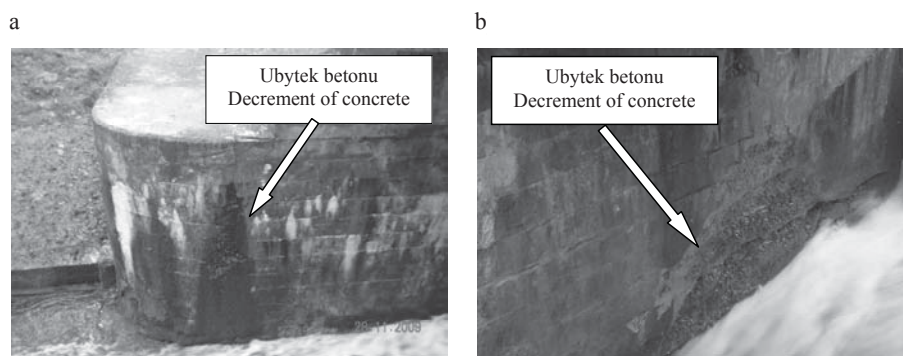 a
b
Ubytek betonu
Decrement of concrete
Ubytek betonu
Decrement of concrete
28-11-2009